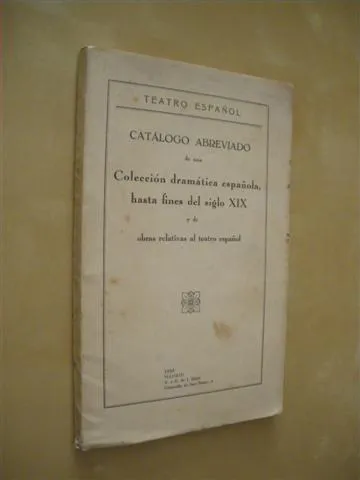 TEATRO ESPAÑOL
CATÁLOGO ABREVIADO
de una
Colección dramática española,
hasta fines del siglo XIX
y de
obras relativas al teatro español
MADRID